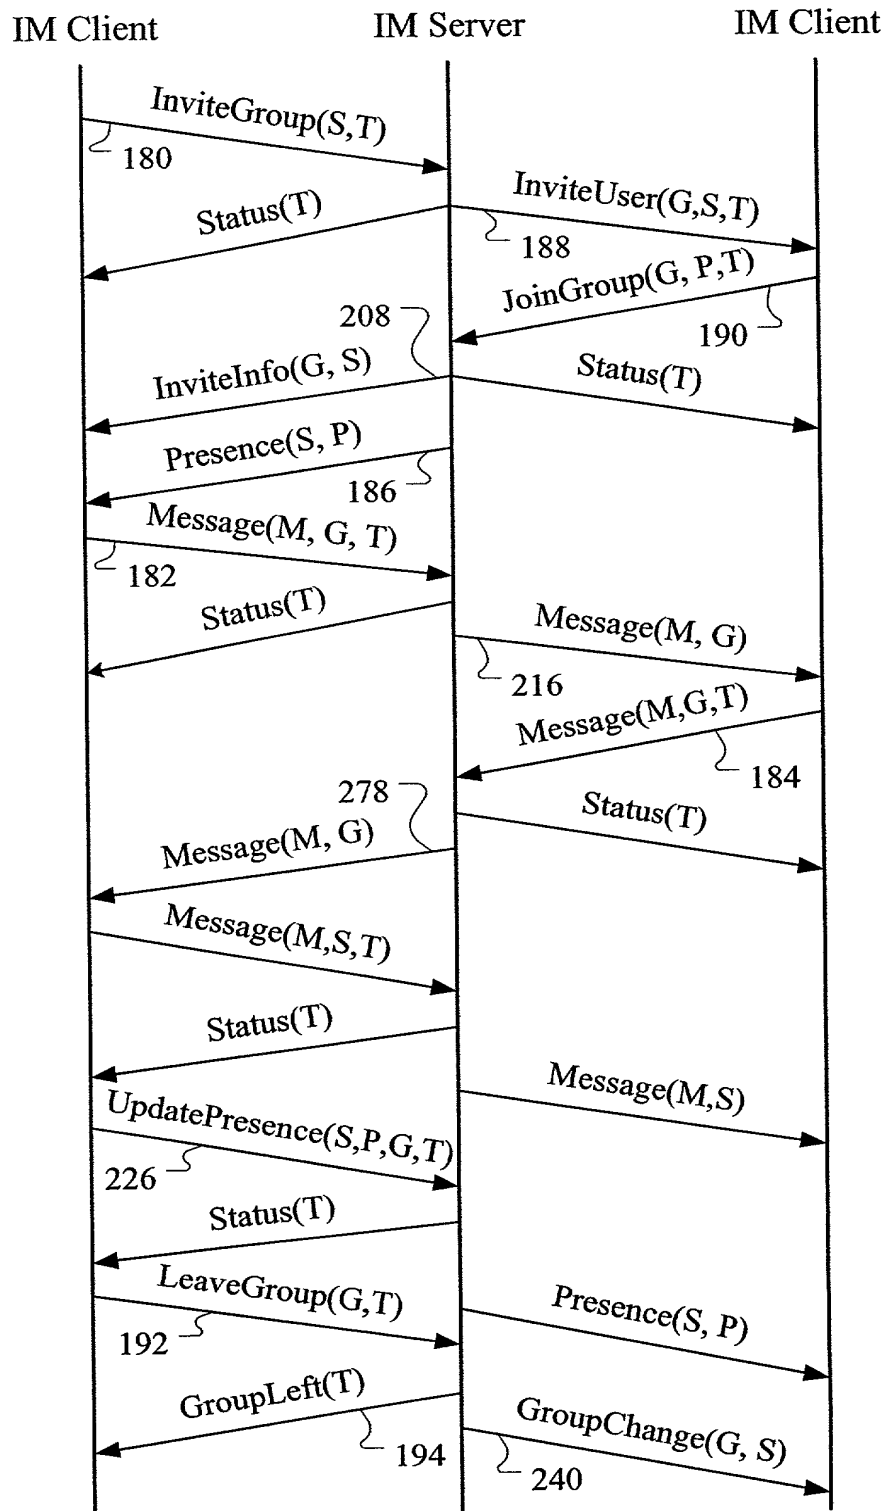 IM Client
IM Server
IM Client
InviteGroup(S,T)
180
InviteUser(G,S,T)
Status(T)
188
JoinGroup(G, P,T)
208
190
InviteInfo(G, S)
Status(T)
Presence(S, P)
186
Message(M, G, T)
182
Status(T)
Message(M, G)
216
Message(M,G,T)
184
278
Status(T)
Message(M, G)
Message(M,S,T)
Status(T)
Message(M,S)
UpdatePresence(S,P,G,T)
226
Status(T)
LeaveGroup(G,T)
Presence(S, P)
192
GroupLeft(T)
GroupChange(G, S)
194
240